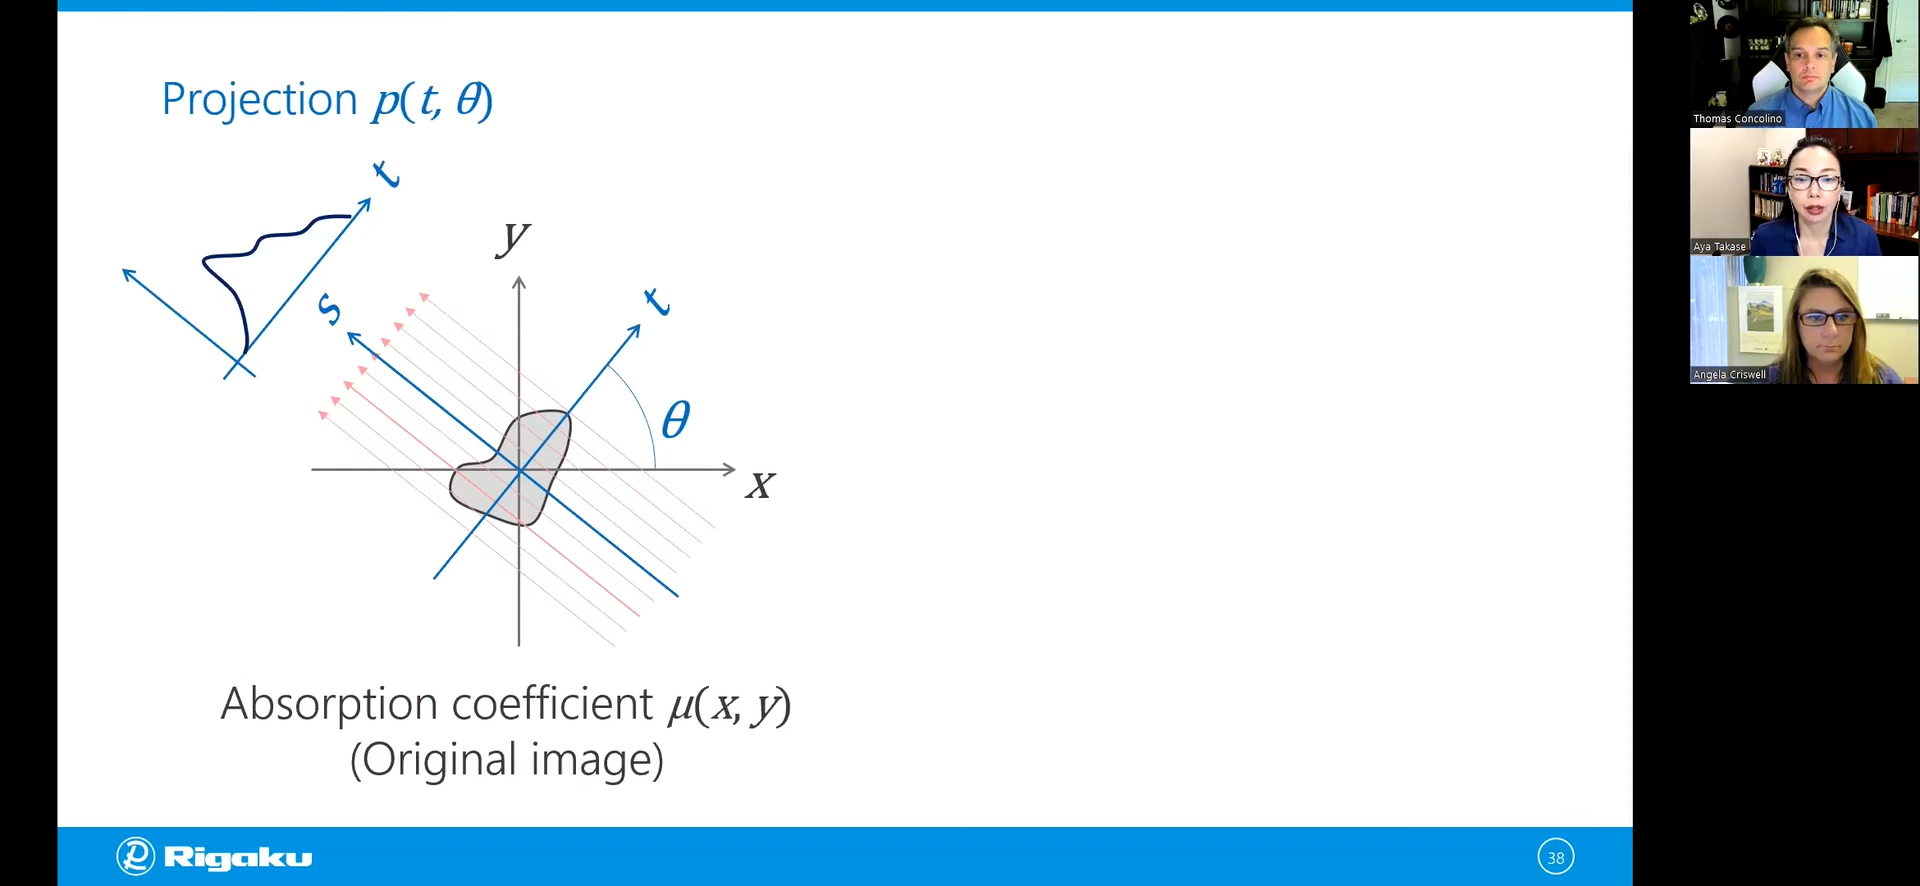 Projection p(t, θ)
t
y
s
t
θ
x
Absorption coefficient μ(x, y)
(Original image)
Rigaku
38
Thomas Concolino
Aya Takase
Angela Criswell